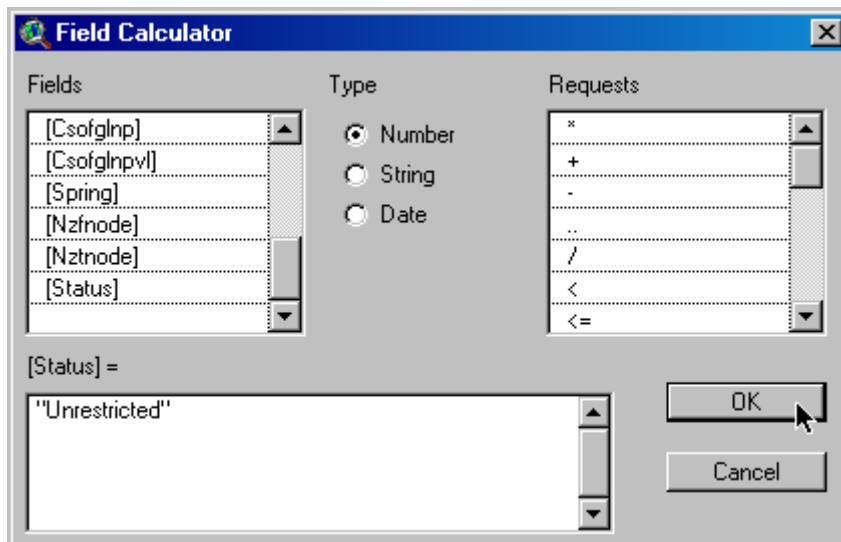 Field Calculator
Fields
Type
Requests
[Csofglnp]
[Csofglnpvl]
[Spring]
[Nzfnode]
[Nztnode]
[Status]
Number
String
Date
*
+
-
..
/
<
<=
[Status] =
"Unrestricted"
OK
Cancel